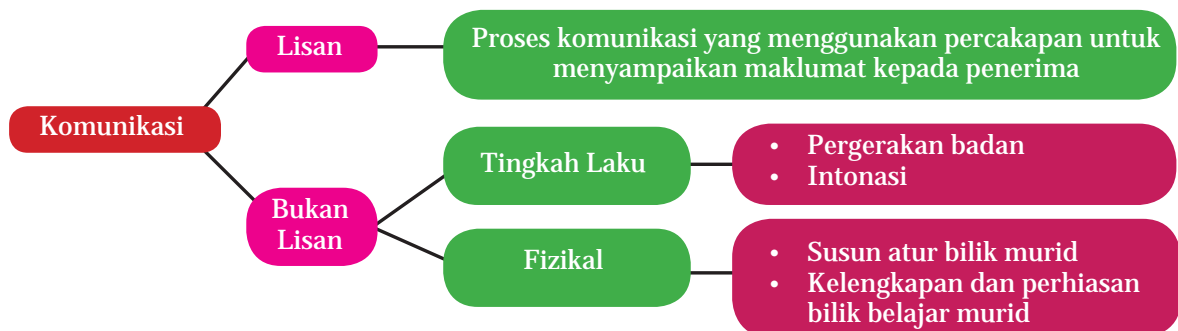 Komunikasi
Lisan
Proses komunikasi yang menggunakan percakapan untuk
menyampaikan maklumat kepada penerima
Bukan
Lisan
Tingkah Laku
• Pergerakan badan
• Intonasi
Fizikal
• Susun atur bilik murid
• Kelengkapan dan perhiasan
bilik belajar murid